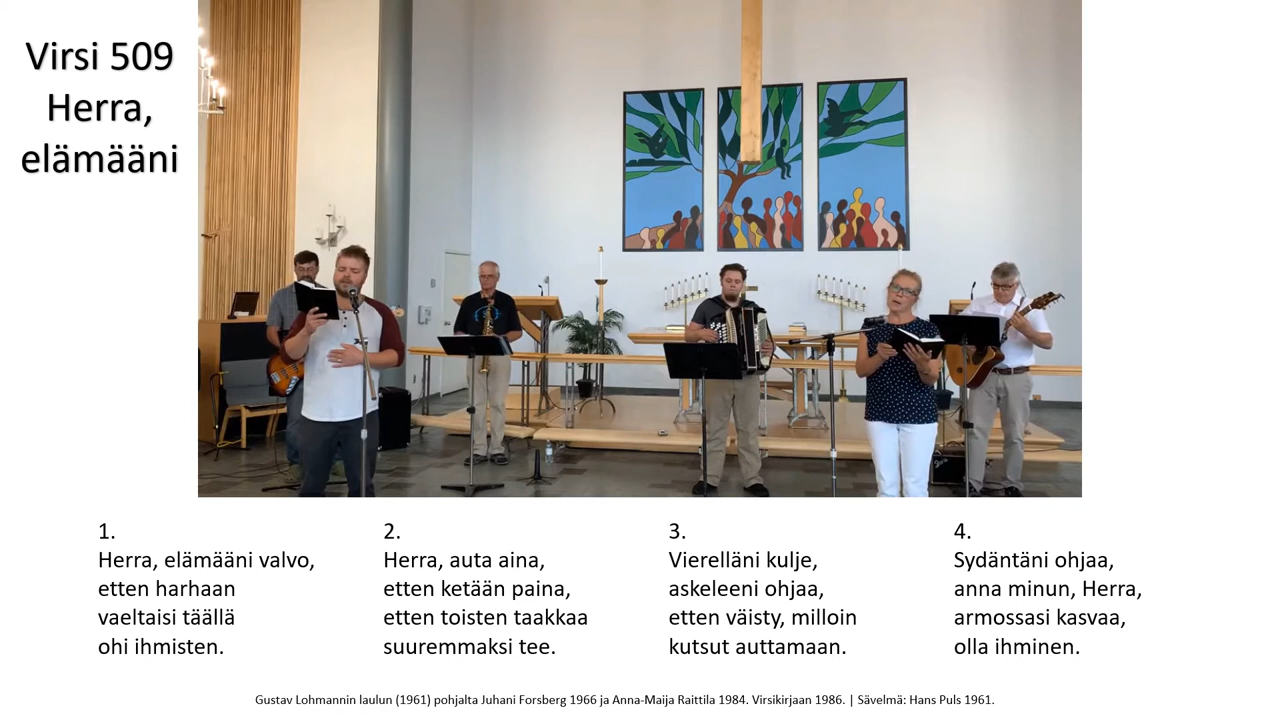 Virsi 509
Herra,
elämääni
1.
Herra, elämääni valvo,
etten harhaan
vaeltaisi täällä
ohi ihmisten.
2.
Herra, auta aina,
etten ketään paina,
etten toisten taakkaa
suuremmaksi tee.
3.
Vierelläni kulje,
askeleeni ohjaa,
etten väisty, milloin
kutsut auttamaan.
4.
Sydäntäni ohjaa,
anna minun, Herra,
armossasi kasvaa,
olla ihminen.
Gustav Lohmannin laulun (1961) pohjalta Juhani Forsberg 1966 ja Anna-Maija Raittila 1984. Virsikirjaan 1986. | Sävelmä: Hans Puls 1961.